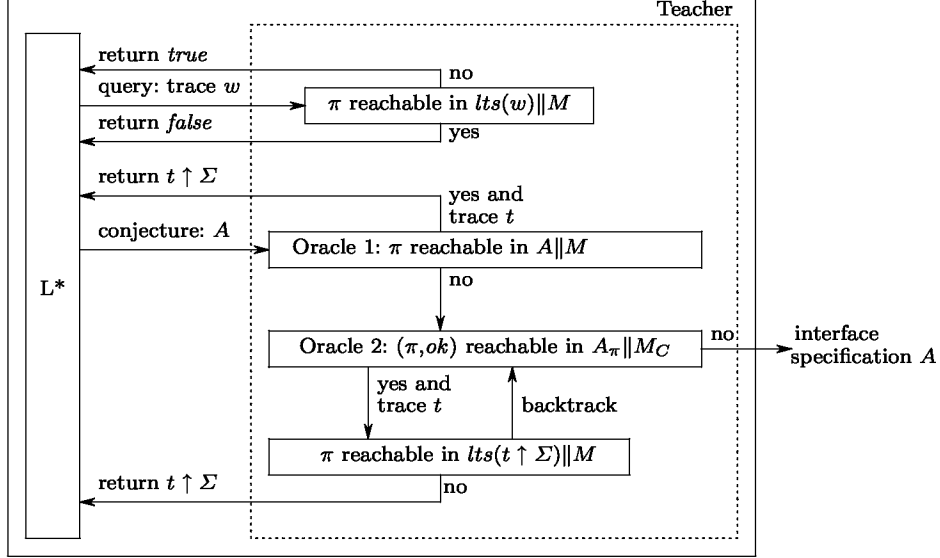 Teacher
return true
no
query: trace w
π reachable in lts(w)||M
return false
yes
return t ↑ Σ
yes and
trace t
conjecture: A
Oracle 1: π reachable in A||M
no
L*
Oracle 2: (π,ok) reachable in Aπ||MC
no
interface
specification A
yes and
trace t
backtrack
π reachable in lts(t ↑ Σ)||M
return t ↑ Σ
no